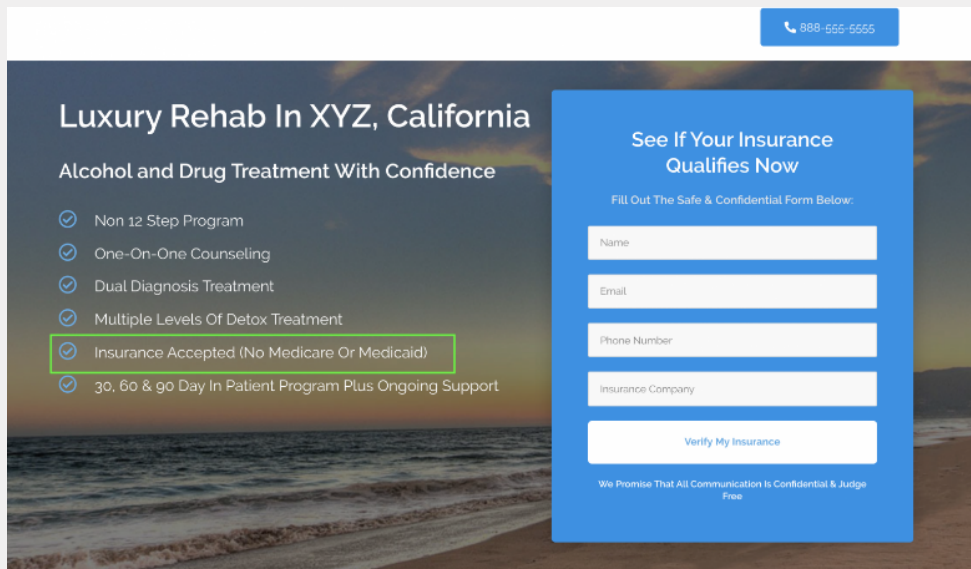 888-555-5555
Luxury Rehab In XYZ, California
Alcohol and Drug Treatment With Confidence
Non 12 Step Program
One-On-One Counseling
Dual Diagnosis Treatment
Multiple Levels Of Detox Treatment
Insurance Accepted (No Medicare Or Medicaid)
30, 60 & 90 Day In Patient Program Plus Ongoing Support
See If Your Insurance
Qualifies Now
Fill Out The Safe & Confidential Form Below:
Name
Email
Phone Number
Insurance Company
Verify My Insurance
We Promise That All Communication Is Confidential & Judge
Free